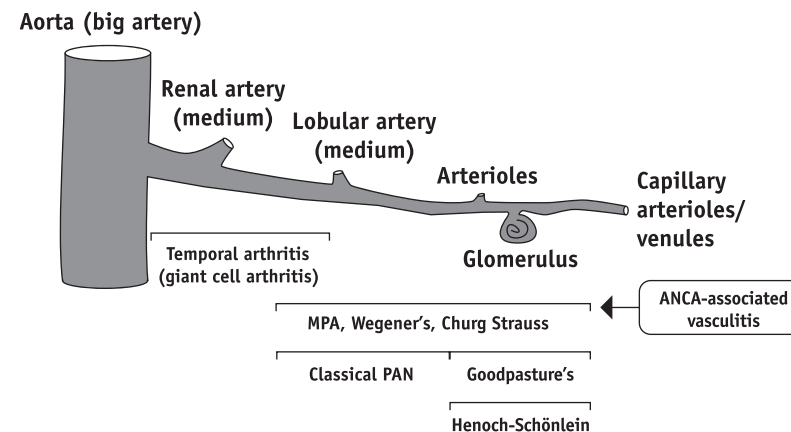 Aorta (big artery)
Renal artery
(medium)
Lobular artery
(medium)
Arterioles
Capillary
arterioles/
venules
Glomerulus
Temporal arthritis
(giant cell arthritis)
ANCA-associated
vasculitis
MPA, Wegener's, Churg Strauss
Classical PAN
Goodpasture's
Henoch-Schönlein